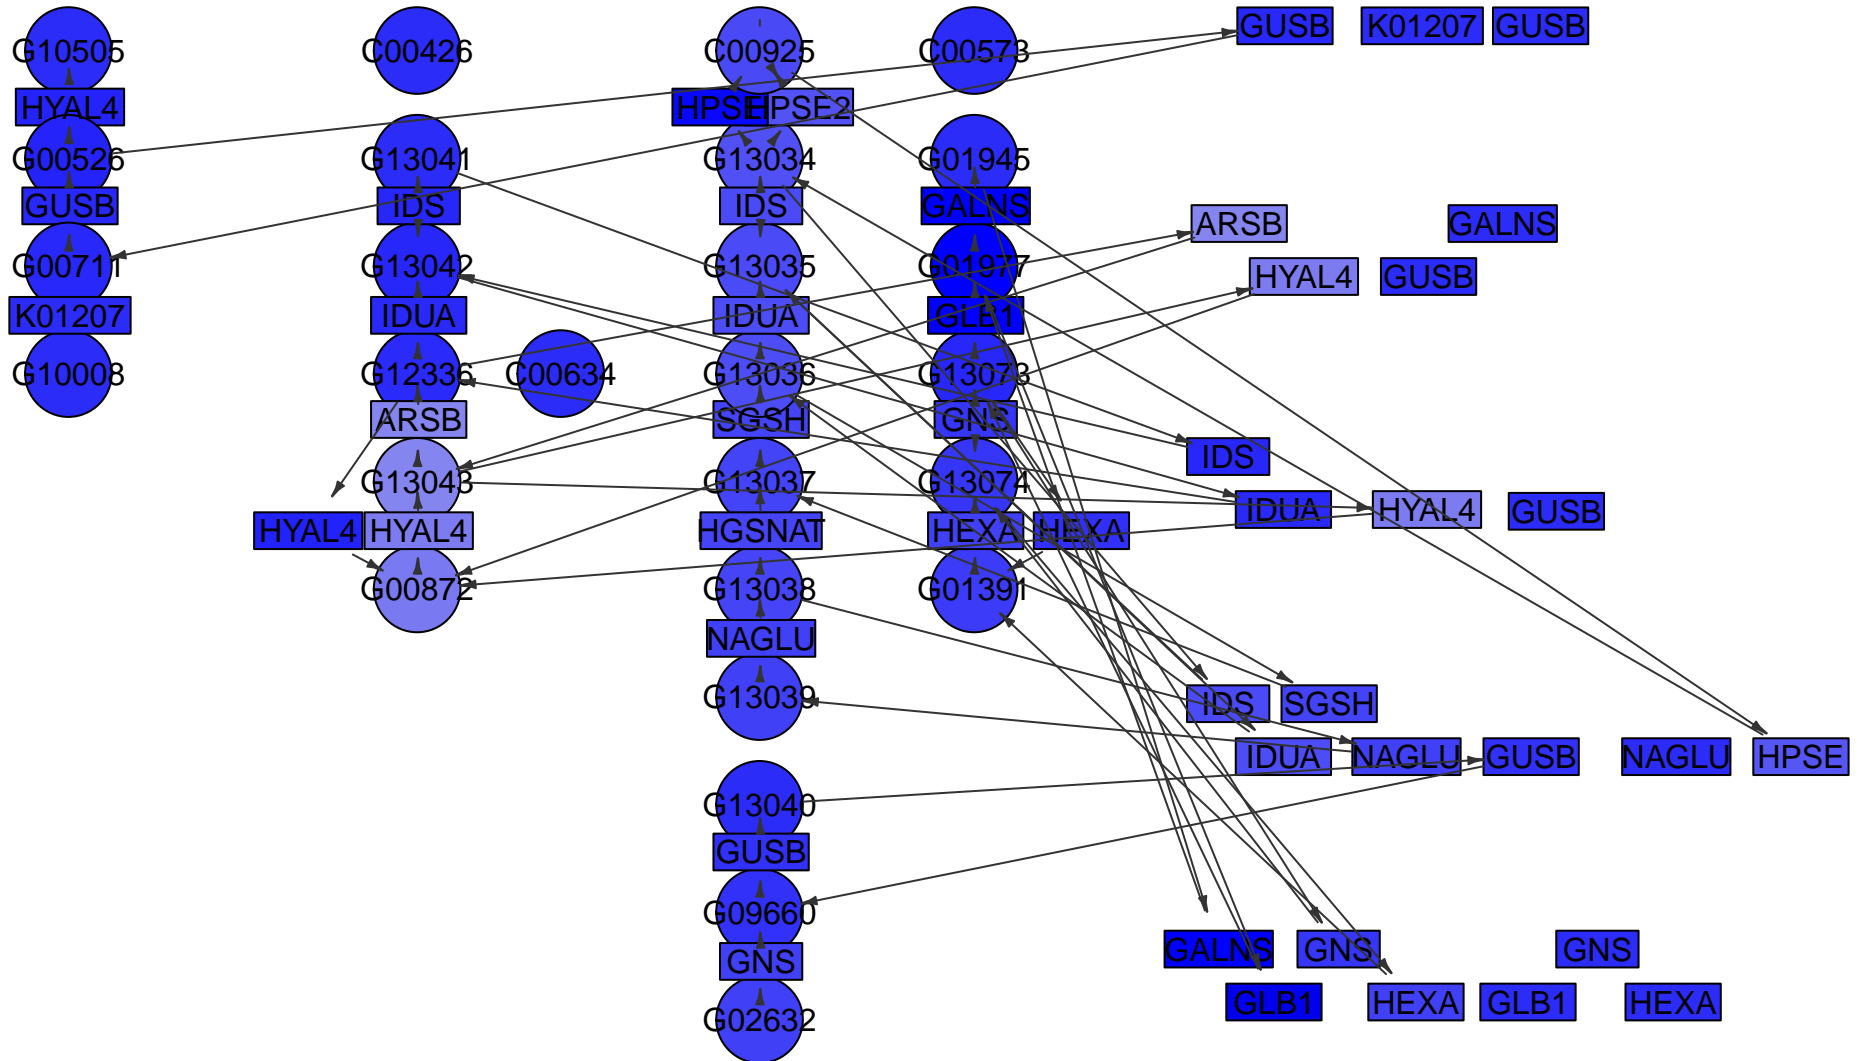 G10505 C00426 C00925 C00573 GUSB K01207 GUSB
HYAL4 HPSE HPSE2
G00526 G13041 G13034 G01945
GUSB IDS IDS GALNS ARSB GALNS
G00711 G13042 G13035 G01977 HYAL4 GUSB
K01207 IDUA IDUA GLB1
G10008 G12336 C00634 G13036 G13073
ARSB SGSH GNS IDS
G13043 G13037 G13074 IDUA HYAL4 GUSB
HYAL4 HYAL4 HGSNAT HEXA HEXA
G00872 G13038 G01391
NAGLU
G13039 IDS SGSH
IDUA NAGLU GUSB NAGLU HPSE
G13040
GUSB
G09660
GNS GALNS GNS GNS
G02632 GLB1 HEXA GLB1 HEXA